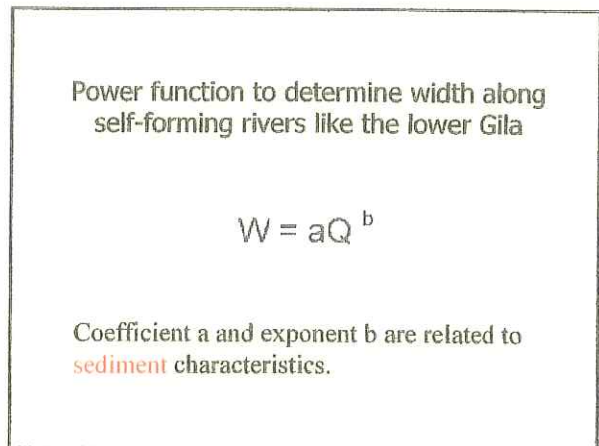 Power function to determine width along
self-forming rivers like the lower Gila
W = aQ ᵇ
Coefficient a and exponent b are related to
sediment characteristics.